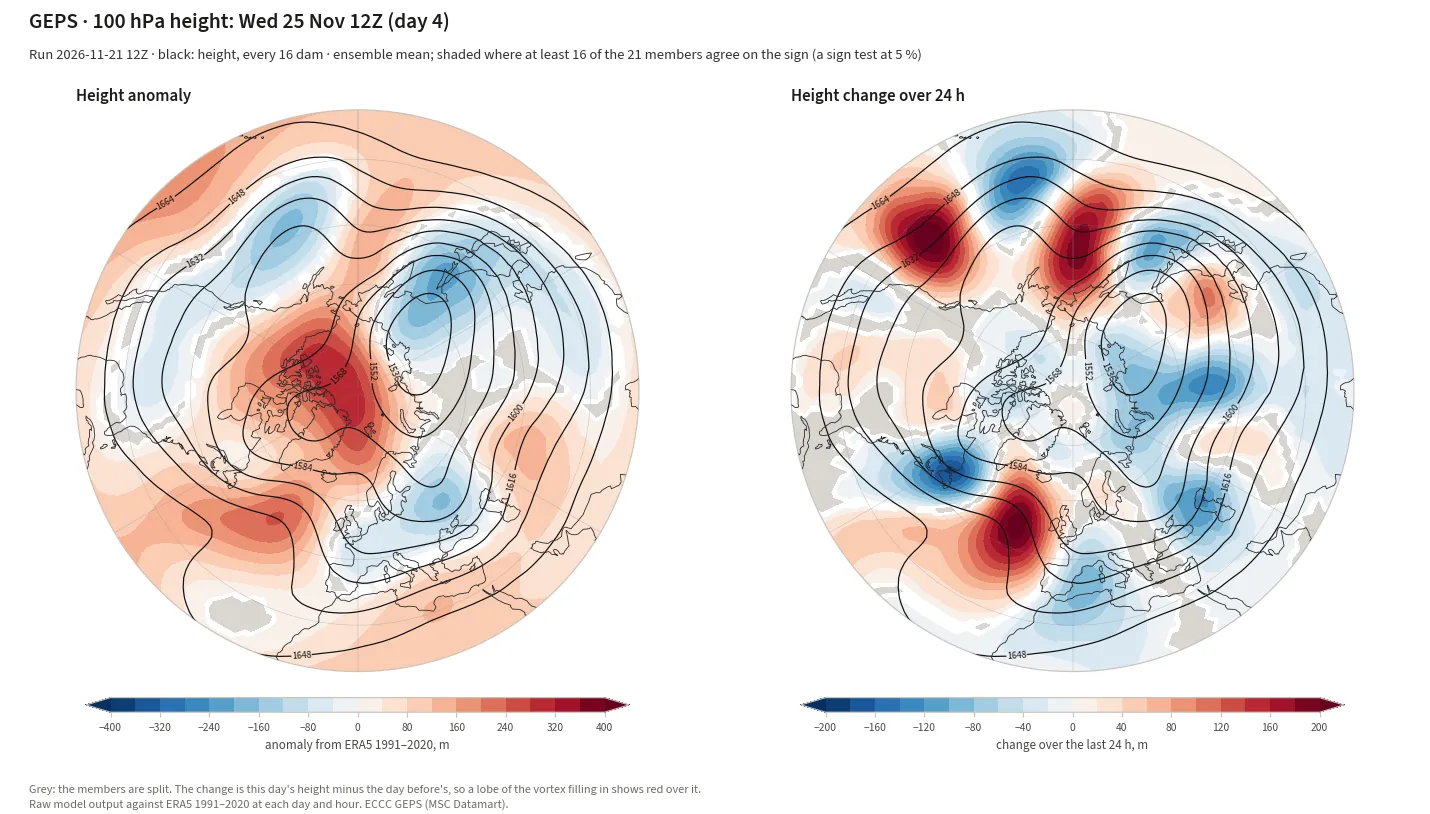 GEPS · 100 hPa height: Wed 25 Nov 12Z (day 4)
Run 2026-11-21 12Z · black: height, every 16 dam · ensemble mean; shaded where at least 16 of the 21 members agree on the sign (a sign test at 5 %)
Height anomaly
Height change over 24 h
1664
1648
1632
1568
1552
1584
1600
1616
1648
1664
1648
1632
1568
1552
1584
1600
1616
1648
−400 −320 −240 −160 −80 0 80 160 240 320 400
anomaly from ERA5 1991–2020, m
−200 −160 −120 −80 −40 0 40 80 120 160 200
change over the last 24 h, m
Grey: the members are split. The change is this day's height minus the day before's, so a lobe of the vortex filling in shows red over it.
Raw model output against ERA5 1991–2020 at each day and hour. ECCC GEPS (MSC Datamart).